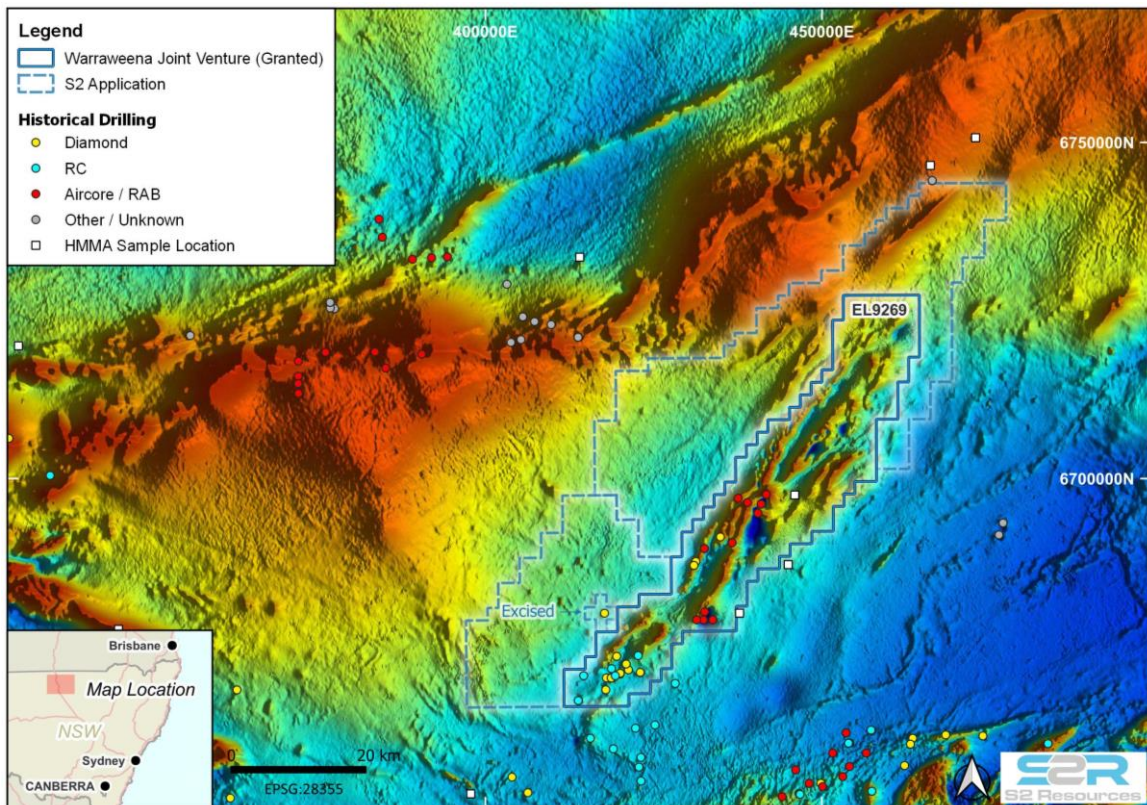 Legend
Warraweena Joint Venture (Granted)
S2 Application
Historical Drilling
Diamond
RC
Aircore / RAB
Other / Unknown
HMMA Sample Location
400000E
450000E
6750000N
EL9269
6700000N
Excised
Brisbane
Map Location
NSW
Sydney
CANBERRA
0
20 km
EPSG:28355
S2R
S2 Resources